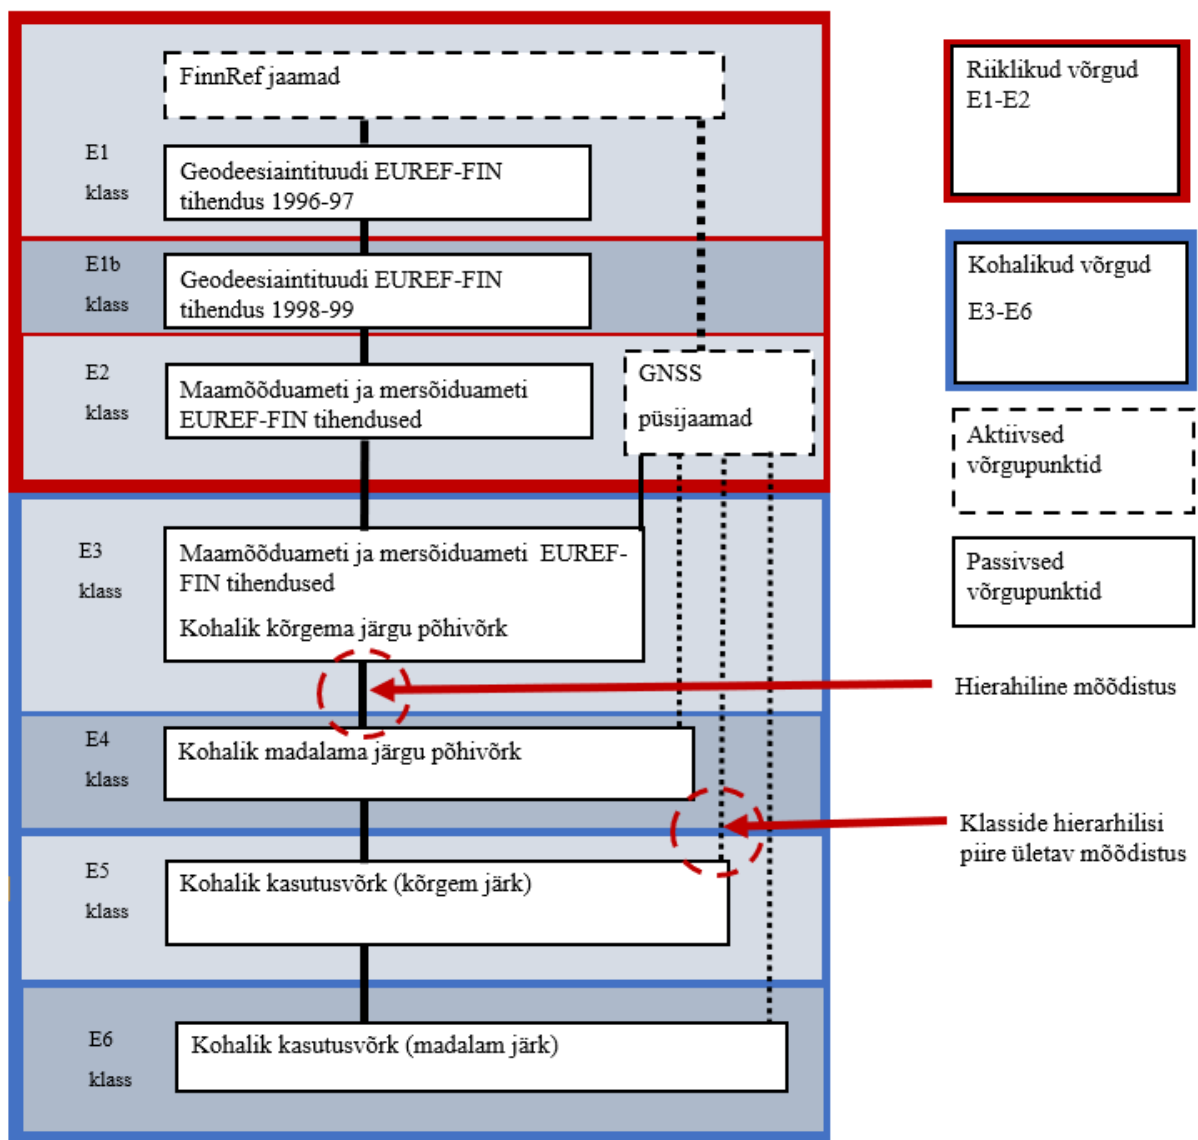 FinnRef jaamad
E1
klass
Geodeesiaintituudi EUREF-FIN
tihendus 1996-97
E1b
klass
Geodeesiaintituudi EUREF-FIN
tihendus 1998-99
E2
klass
Maamõõduameti ja mersõiduameti
EUREF-FIN tihendused
GNSS
püsijaamad
E3
klass
Maamõõduameti ja mersõiduameti EUREF-
FIN tihendused
Kohalik kõrgema järgu põhivõrk
E4
klass
Kohalik madalama järgu põhivõrk
E5
klass
Kohalik kasutusvõrk (kõrgem järk)
E6
klass
Kohalik kasutusvõrk (madalam järk)
Riiklikud võrgud
E1-E2
Kohalikud võrgud
E3-E6
Aktiivsed
võrgupunktid
Passivsed
võrgupunktid
Hierahiline mõõdistus
Klasside hierarhilisi
piire ületav mõõdistus